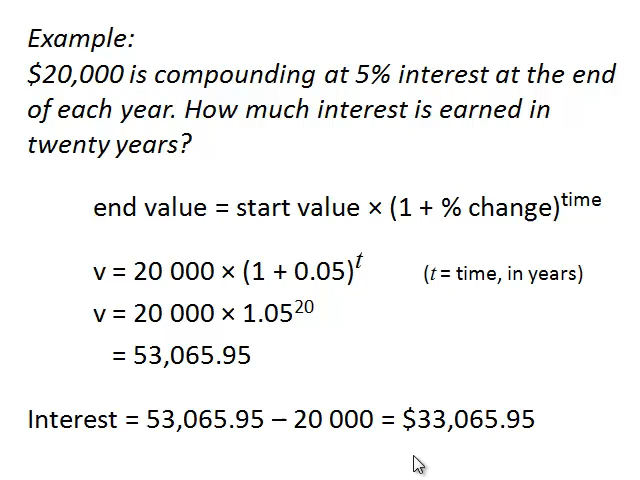 Example:
$20,000 is compounding at 5% interest at the end
of each year. How much interest is earned in
twenty years?
end value = start value × (1 + % change)^time
v = 20 000 × (1 + 0.05)^t (t = time, in years)
v = 20 000 × 1.05^20
= 53,065.95
Interest = 53,065.95 – 20 000 = $33,065.95